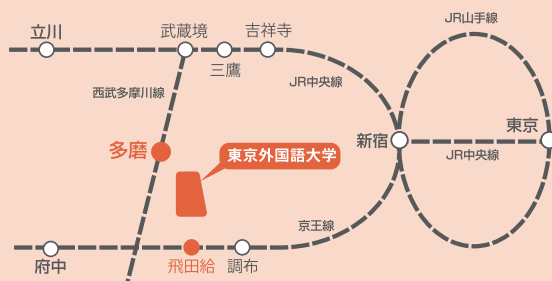 JR山手線
立川
武蔵境
吉祥寺
三鷹
JR中央線
西武多摩川線
東京
新宿
多磨
東京外国語大学
JR中央線
京王線
府中
飛田給
調布